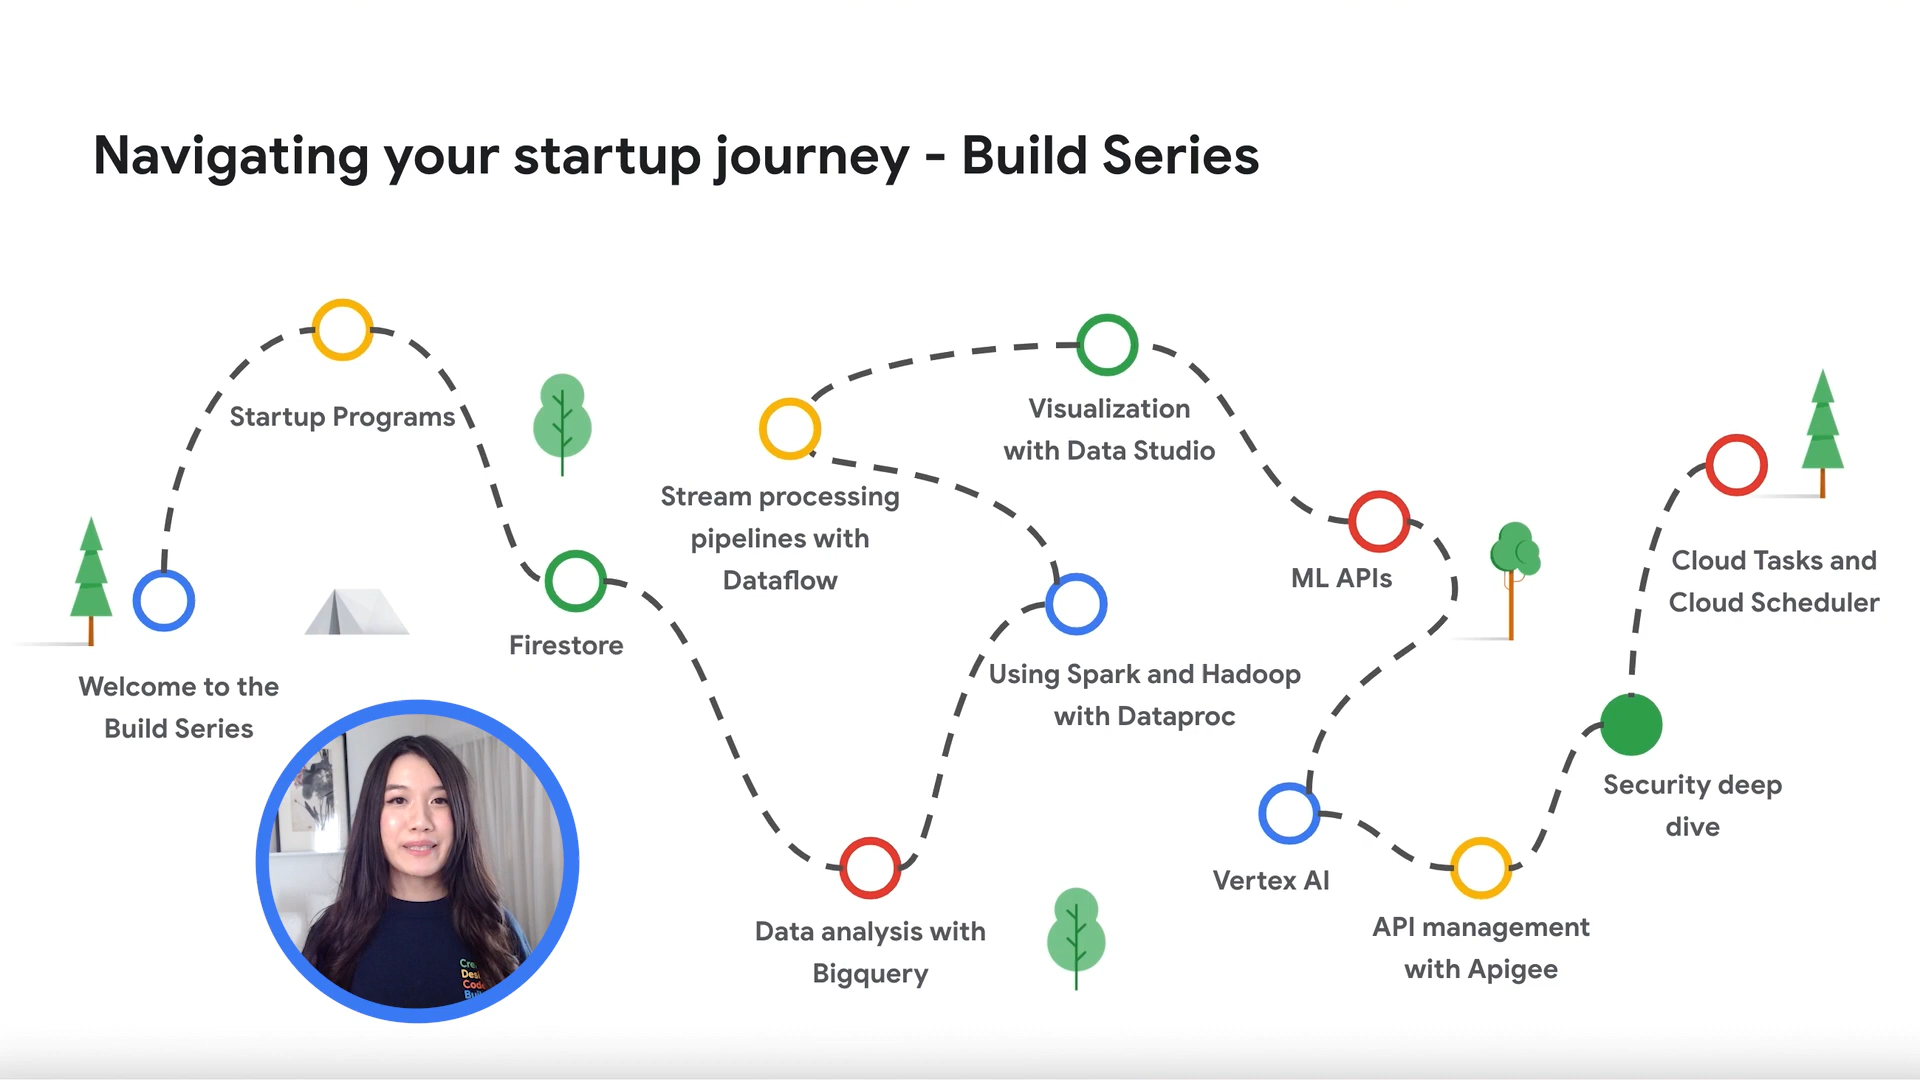 Navigating your startup journey - Build Series
Welcome to the
Build Series
Startup Programs
Firestore
Data analysis with
Bigquery
Using Spark and Hadoop
with Dataproc
Stream processing
pipelines with
Dataflow
Visualization
with Data Studio
ML APIs
Vertex AI
API management
with Apigee
Security deep
dive
Cloud Tasks and
Cloud Scheduler